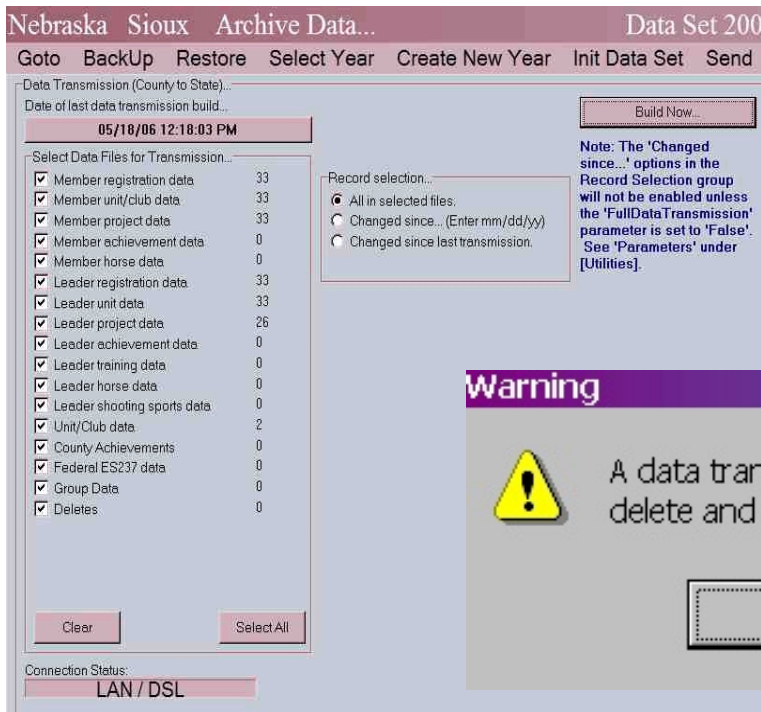 Nebraska Sioux Archive Data... Data Set 200
Goto BackUp Restore Select Year Create New Year Init Data Set Send
Data Transmission (County to State)...
Date of last data transmission build...
05/18/06 12:18:03 PM
Build Now...
Select Data Files for Transmission...
Member registration data 33
Member unit/club data 33
Member project data 33
Member achievement data 0
Member horse data 0
Leader registration data 33
Leader unit data 33
Leader project data 26
Leader achievement data 0
Leader training data 0
Leader horse data 0
Leader shooting sports data 0
Unit/Club data 2
County Achievements 0
Federal ES237 data 0
Group Data 0
Deletes 0
Clear
Select All
Record selection...
All in selected files.
Changed since... (Enter mm/dd/yy)
Changed since last transmission.
Note: The 'Changed
since...' options in the
Record Selection group
will not be enabled unless
the 'FullDataTransmission'
parameter is set to 'False'.
See 'Parameters' under
[Utilities].
Warning
A data tran
delete and
Connection Status:
LAN / DSL